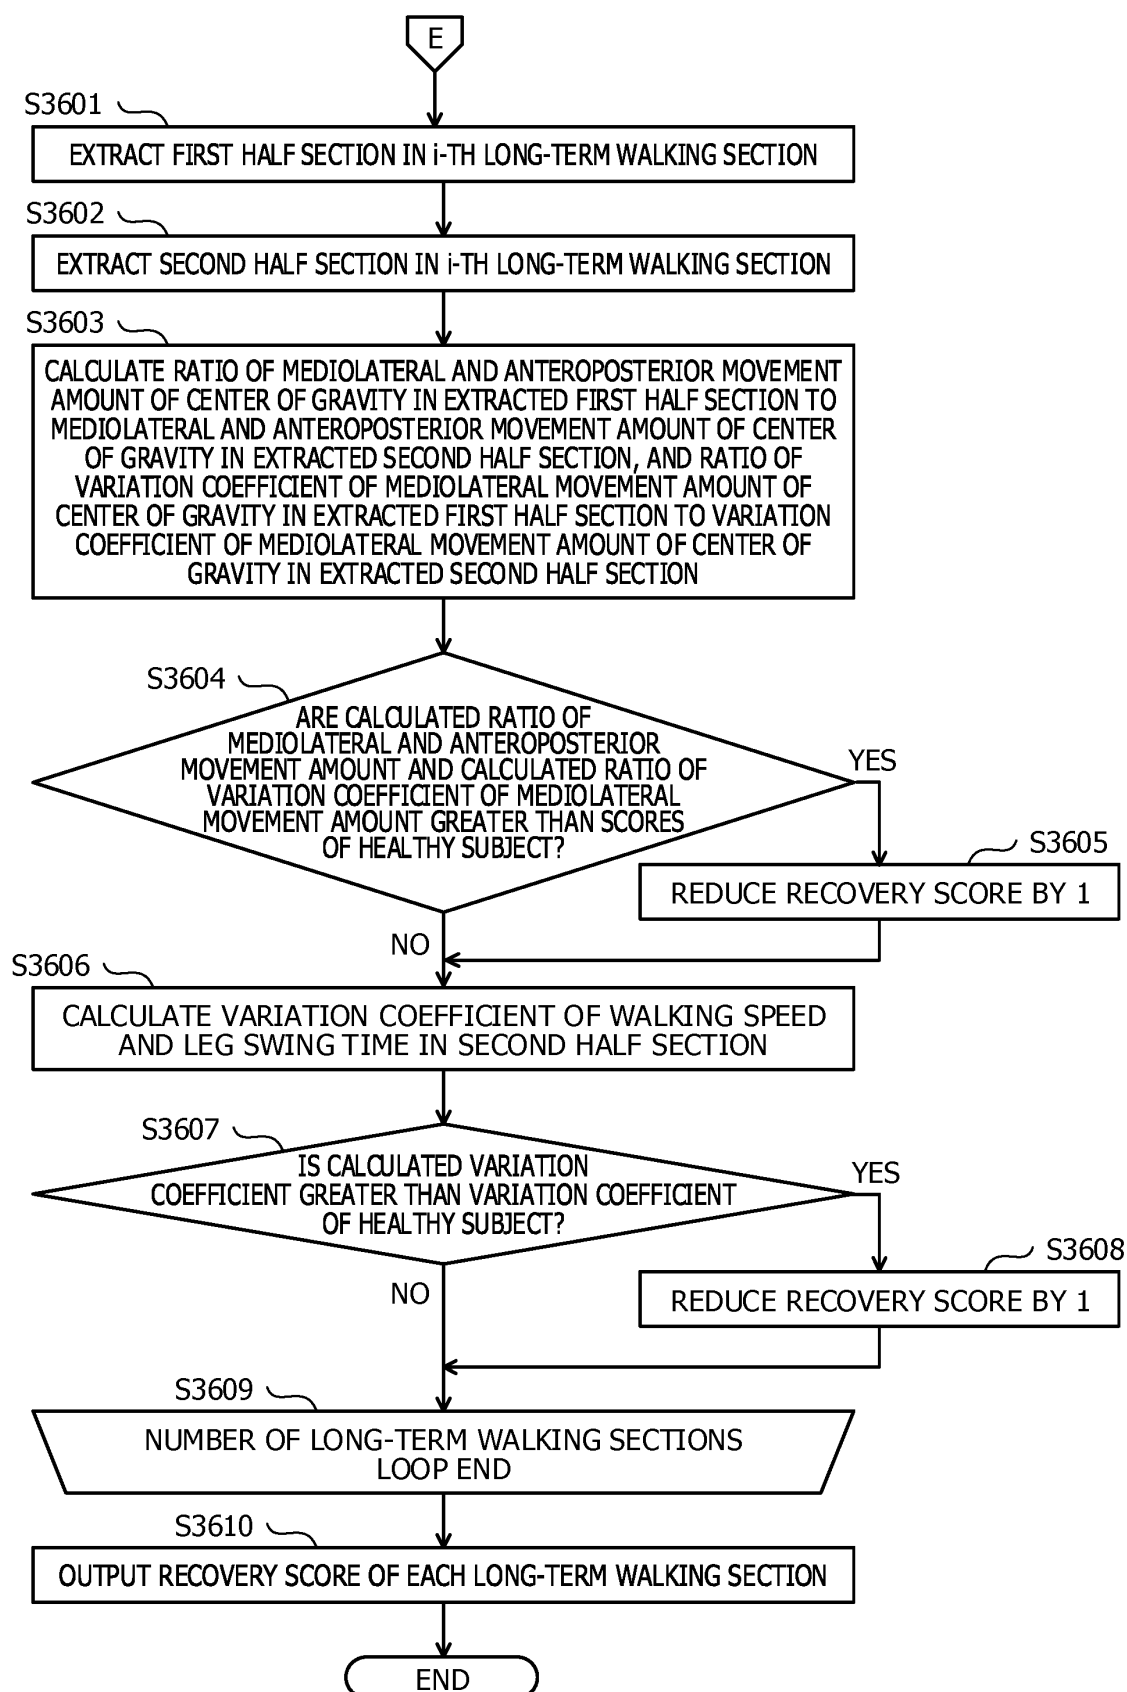 E
S3601
EXTRACT FIRST HALF SECTION IN i-TH LONG-TERM WALKING SECTION
S3602
EXTRACT SECOND HALF SECTION IN i-TH LONG-TERM WALKING SECTION
S3603
CALCULATE RATIO OF MEDIOLATERAL AND ANTEROPOSTERIOR MOVEMENT
AMOUNT OF CENTER OF GRAVITY IN EXTRACTED FIRST HALF SECTION TO
MEDIOLATERAL AND ANTEROPOSTERIOR MOVEMENT AMOUNT OF CENTER
OF GRAVITY IN EXTRACTED SECOND HALF SECTION, AND RATIO OF
VARIATION COEFFICIENT OF MEDIOLATERAL MOVEMENT AMOUNT OF
CENTER OF GRAVITY IN EXTRACTED FIRST HALF SECTION TO VARIATION
COEFFICIENT OF MEDIOLATERAL MOVEMENT AMOUNT OF CENTER OF
GRAVITY IN EXTRACTED SECOND HALF SECTION
S3604
ARE CALCULATED RATIO OF
MEDIOLATERAL AND ANTEROPOSTERIOR
MOVEMENT AMOUNT AND CALCULATED RATIO OF
VARIATION COEFFICIENT OF MEDIOLATERAL
MOVEMENT AMOUNT GREATER THAN SCORES
OF HEALTHY SUBJECT?
YES
S3605
REDUCE RECOVERY SCORE BY 1
NO
S3606
CALCULATE VARIATION COEFFICIENT OF WALKING SPEED
AND LEG SWING TIME IN SECOND HALF SECTION
S3607
IS CALCULATED VARIATION
COEFFICIENT GREATER THAN VARIATION COEFFICIENT
OF HEALTHY SUBJECT?
YES
S3608
REDUCE RECOVERY SCORE BY 1
NO
S3609
NUMBER OF LONG-TERM WALKING SECTIONS
LOOP END
S3610
OUTPUT RECOVERY SCORE OF EACH LONG-TERM WALKING SECTION
END